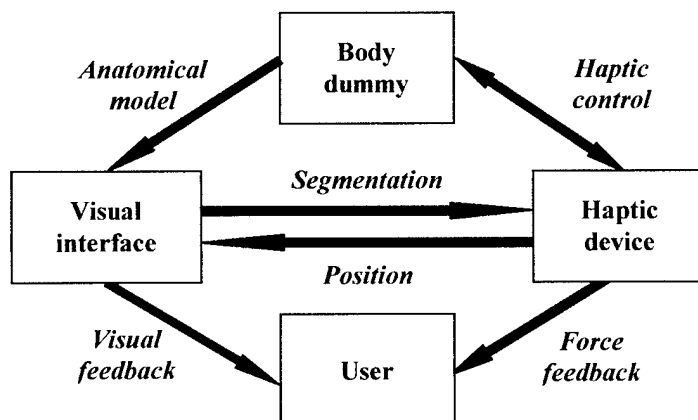 Body
dummy
Anatomical
model
Haptic
control
Segmentation
Visual
interface
Haptic
device
Position
Visual
feedback
User
Force
feedback